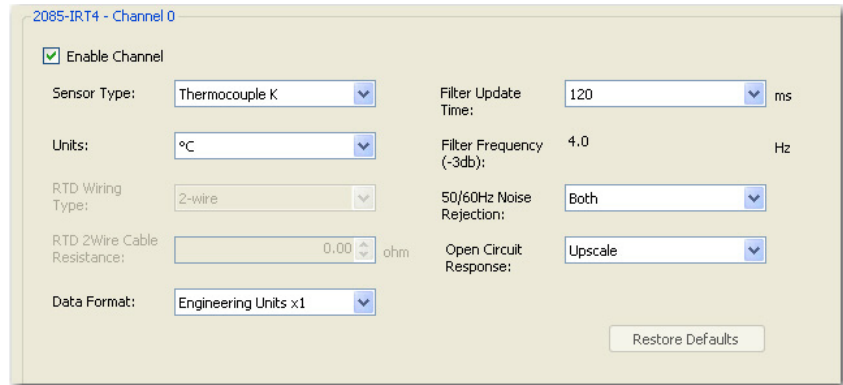 2085-IRT4 - Channel 0
Enable Channel
Sensor Type: Thermocouple K
Units: °C
RTD Wiring
Type: 2-wire
RTD 2Wire Cable
Resistance: 0.00 ohm
Data Format: Engineering Units x1
Filter Update
Time: 120 ms
Filter Frequency
(-3db): 4.0 Hz
50/60Hz Noise
Rejection: Both
Open Circuit
Response: Upscale
Restore Defaults